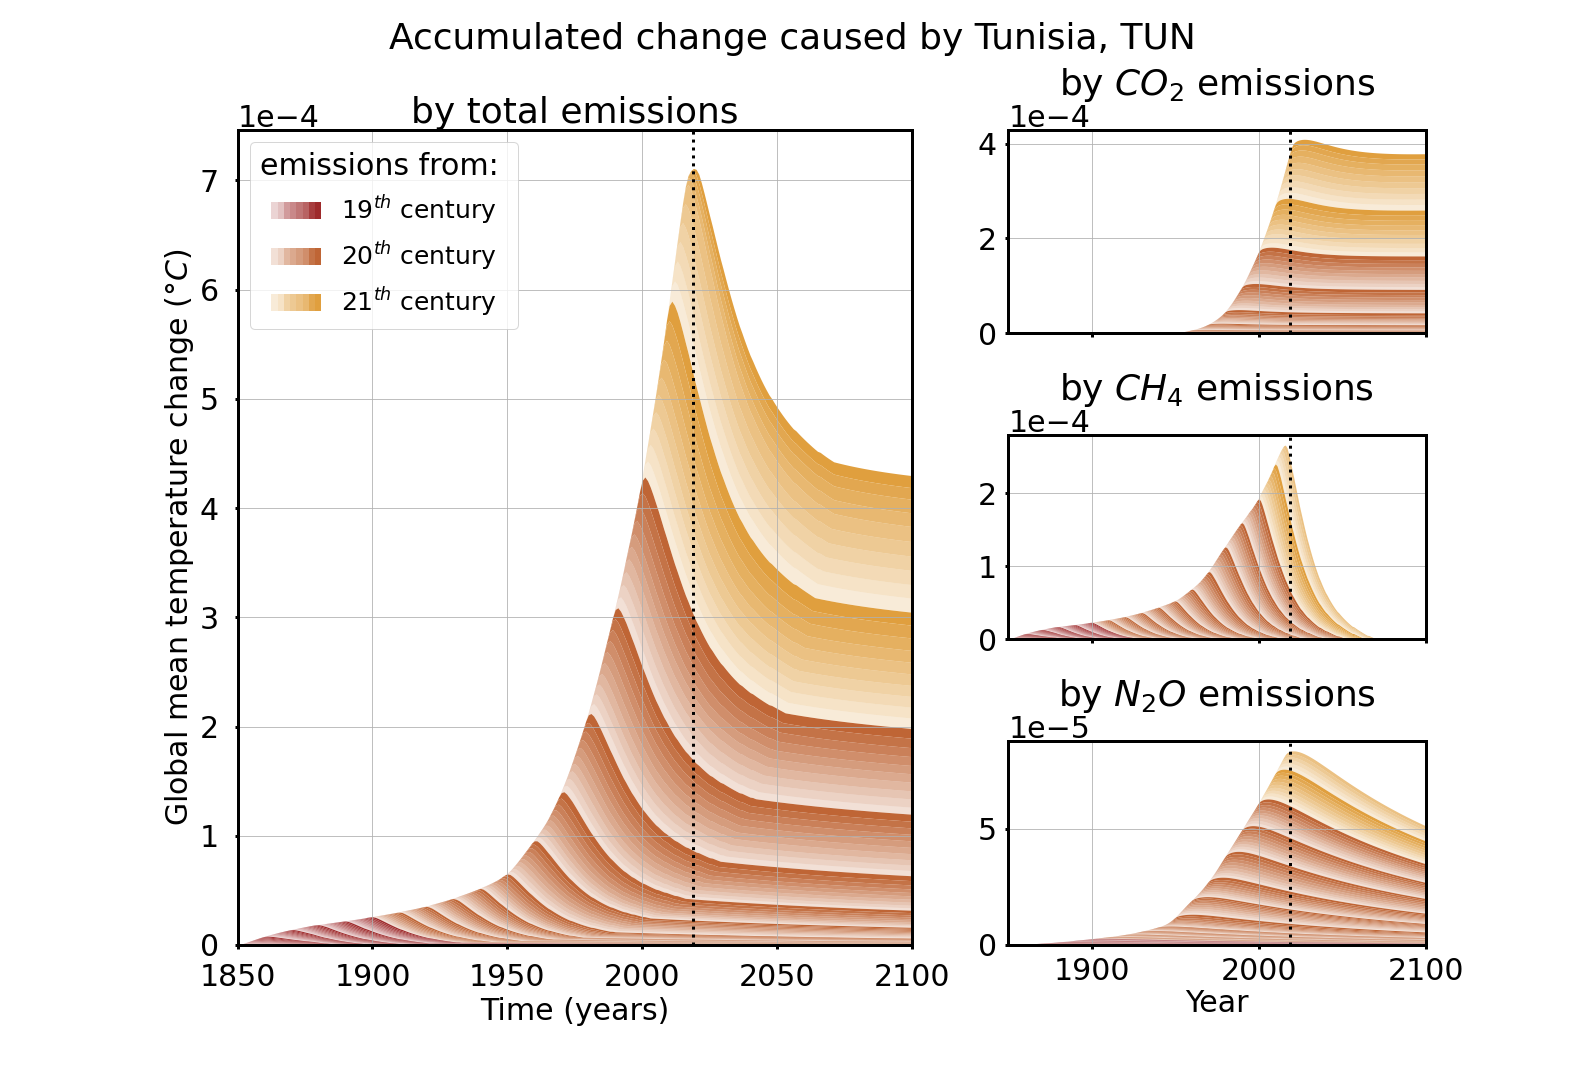 Accumulated change caused by Tunisia, TUN
by total emissions
1e−4
Global mean temperature change (°C)
7
6
5
4
3
2
1
0
emissions from:
19th century
20th century
21th century
1850 1900 1950 2000 2050 2100
Time (years)
by CO2 emissions
1e−4
4
2
0
by CH4 emissions
1e−4
2
1
0
by N2O emissions
1e−5
5
0
1900 2000 2100
Year